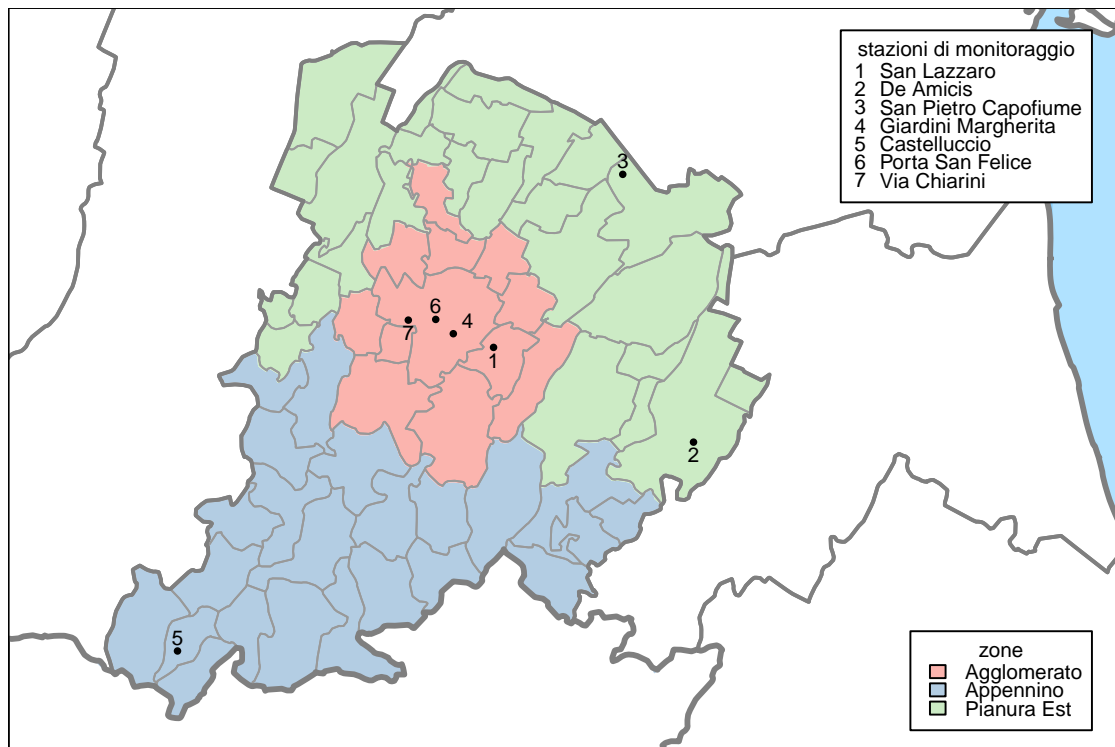 stazioni di monitoraggio
1 San Lazzaro
2 De Amicis
3 San Pietro Capofiume
4 Giardini Margherita
5 Castelluccio
6 Porta San Felice
7 Via Chiarini
3
6
7
4
1
2
5
zone
Agglomerato
Appennino
Pianura Est